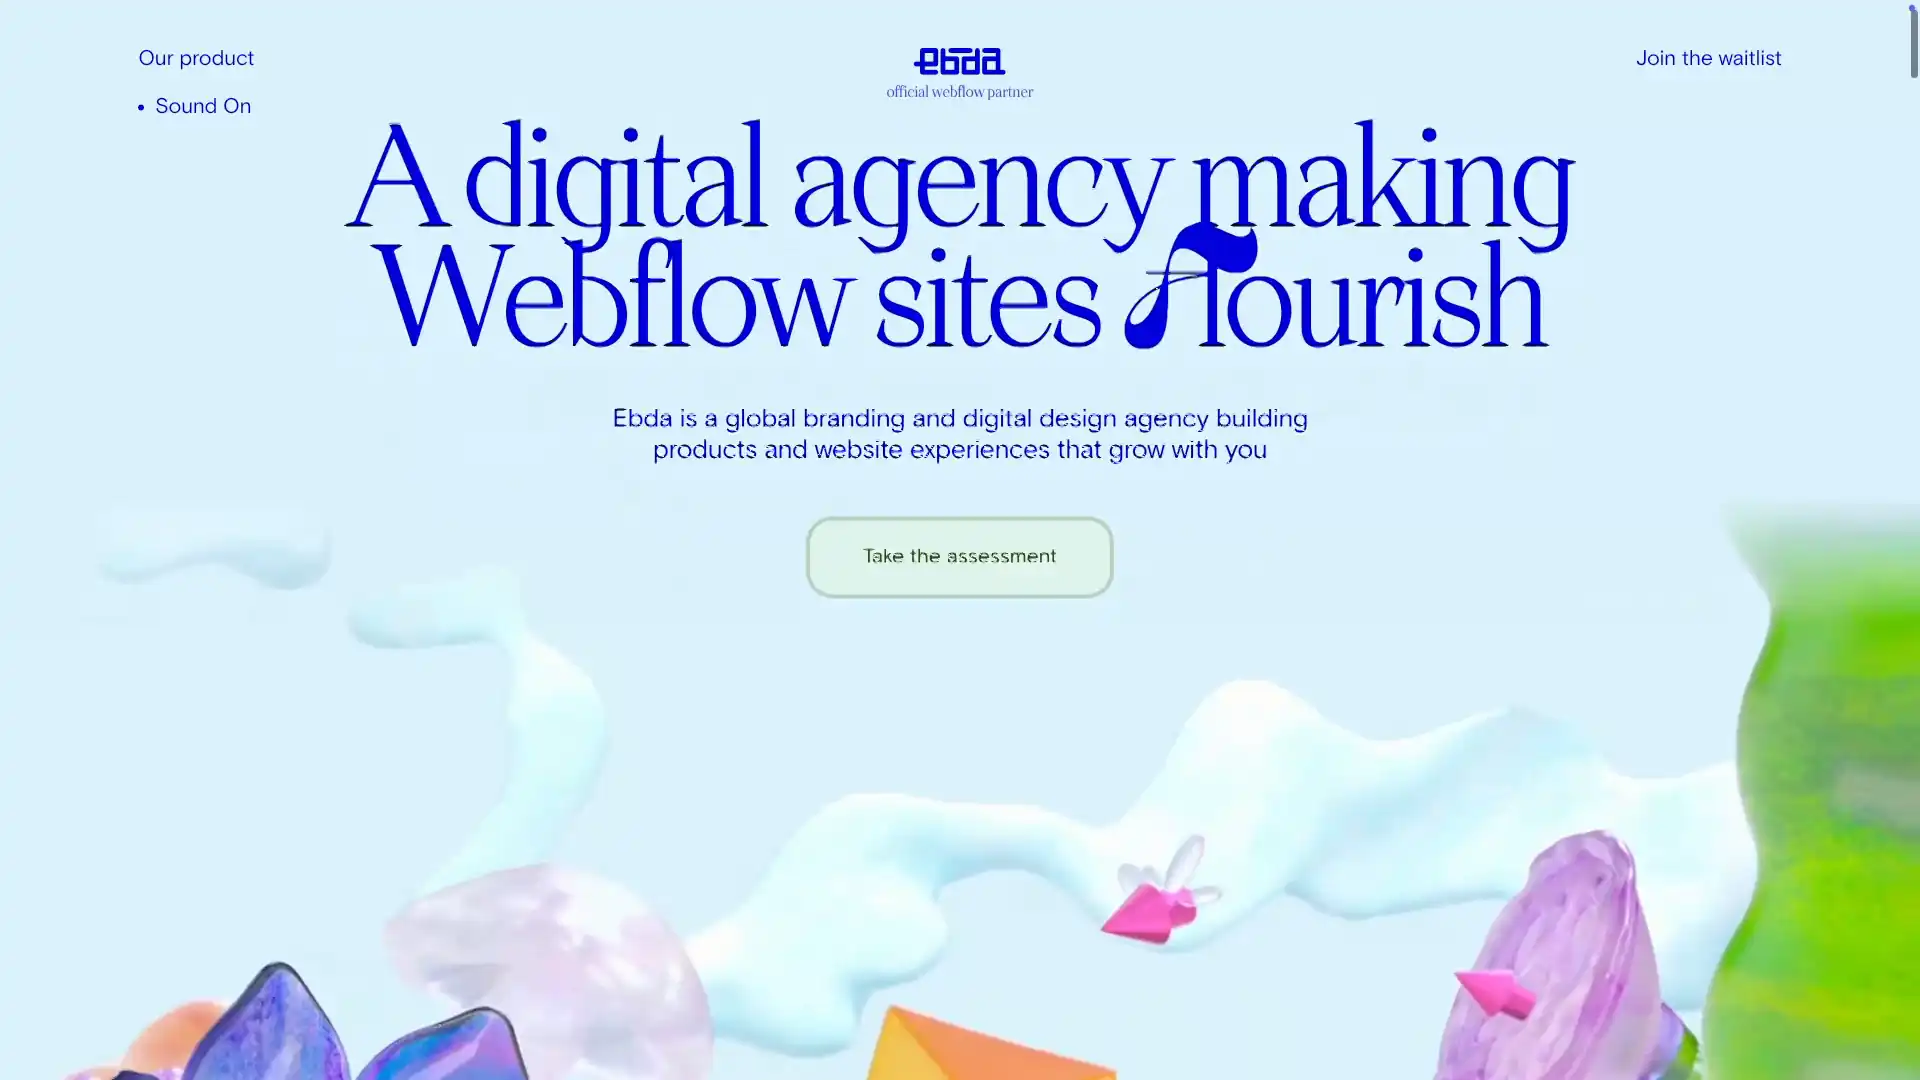 Our product
Sound On
ebda
official webflow partner
Join the waitlist
A digital agency making
Webflow sites flourish
Ebda is a global branding and digital design agency building
products and website experiences that grow with you
Take the assessment